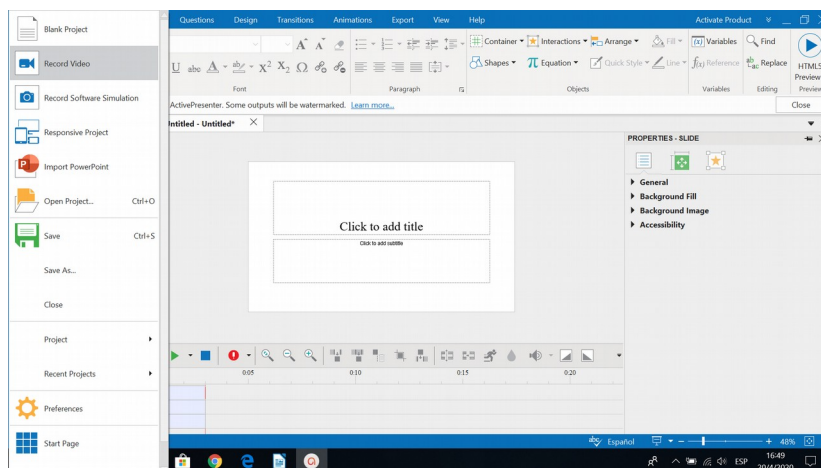 Blank Project
Record Video
Record Software Simulation
Responsive Project
Import PowerPoint
Open Project... Ctrl+O
Save Ctrl+S
Save As...
Close
Project
Recent Projects
Preferences
Start Page
Questions Design Transitions Animations Export View Help Activate Product
Container Interactions Arrange Fill (x) Variables Find
U abc A aby X² X₂ Ω Shapes π Equation Quick Style Line f(x) Reference Replace HTML5
Preview
Font Paragraph Objects Variables Editing Preview
ActivePresenter. Some outputs will be watermarked. Learn more... Close
Untitled - Untitled* X
PROPERTIES - SLIDE
General
Background Fill
Background Image
Accessibility
Click to add title
Click to add subtitle
0:05 0:10 0:15 0:20
Español 48%
ESP 16:49
20/4/2020